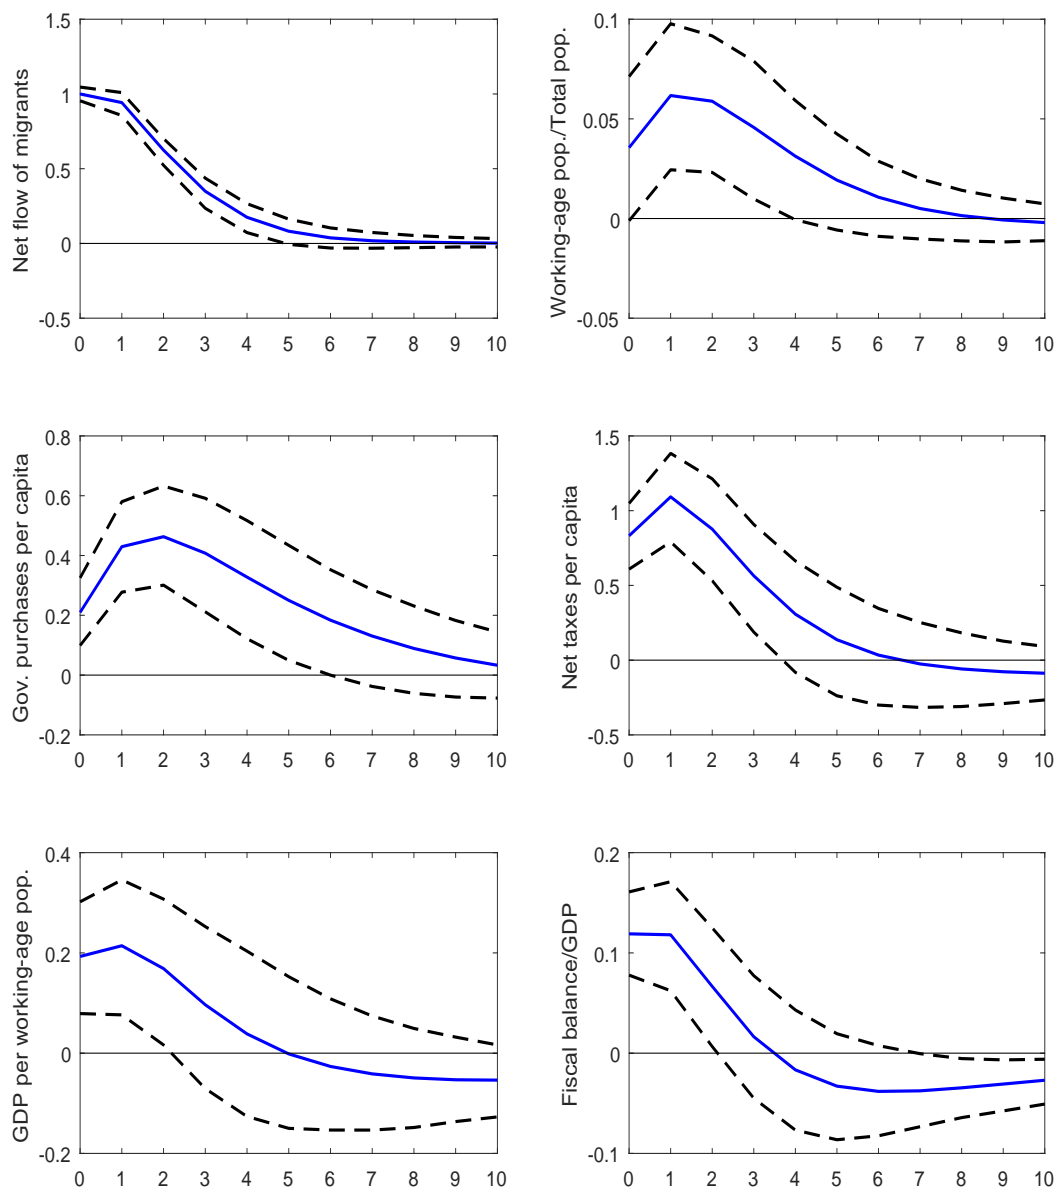 Net flow of migrants
1.5
1
0.5
0
-0.5
0 1 2 3 4 5 6 7 8 9 10
Working-age pop./Total pop.
0.1
0.05
0
-0.05
0 1 2 3 4 5 6 7 8 9 10
Gov. purchases per capita
0.8
0.6
0.4
0.2
0
-0.2
0 1 2 3 4 5 6 7 8 9 10
Net taxes per capita
1.5
1
0.5
0
-0.5
0 1 2 3 4 5 6 7 8 9 10
GDP per working-age pop.
0.4
0.2
0
-0.2
0 1 2 3 4 5 6 7 8 9 10
Fiscal balance/GDP
0.2
0.1
0
-0.1
0 1 2 3 4 5 6 7 8 9 10